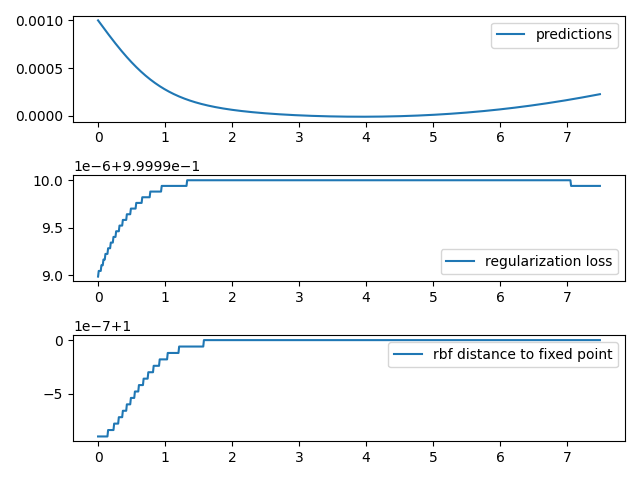 0.0010
0.0005
0.0000
predictions
0 1 2 3 4 5 6 7
1e-6+9.9999e-1
10.0
9.5
9.0
regularization loss
0 1 2 3 4 5 6 7
1e-7+1
0
−5
rbf distance to fixed point
0 1 2 3 4 5 6 7